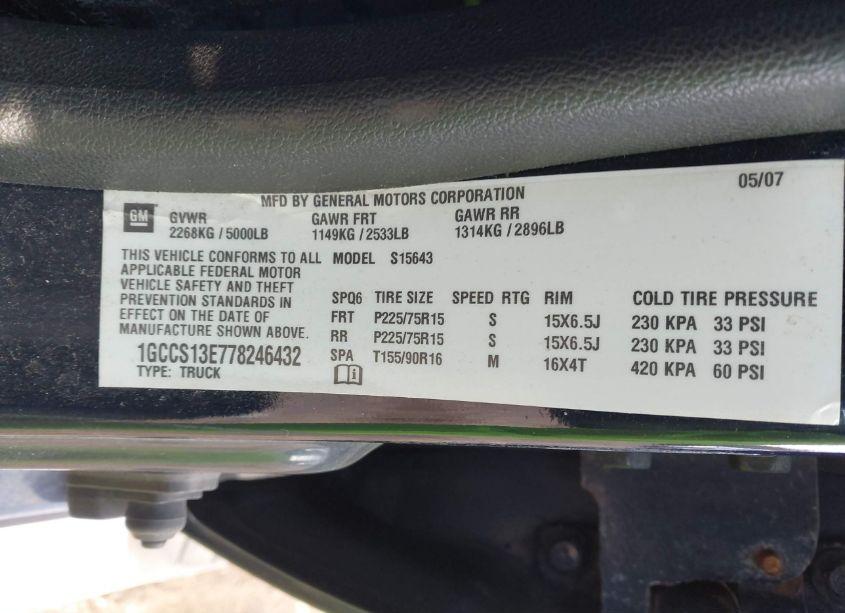 MFD BY GENERAL MOTORS CORPORATION 05/07
GM
GVWR GAWR FRT GAWR RR
2268KG / 5000LB 1149KG / 2533LB 1314KG / 2896LB
THIS VEHICLE CONFORMS TO ALL
APPLICABLE FEDERAL MOTOR
VEHICLE SAFETY AND THEFT
PREVENTION STANDARDS IN
EFFECT ON THE DATE OF
MANUFACTURE SHOWN ABOVE.
1GCCS13E778246432
TYPE: TRUCK
MODEL S15643
SPQ6 TIRE SIZE SPEED RTG RIM COLD TIRE PRESSURE
FRT P225/75R15 S 15X6.5J 230 KPA 33 PSI
RR P225/75R15 S 15X6.5J 230 KPA 33 PSI
SPA T155/90R16 M 16X4T 420 KPA 60 PSI